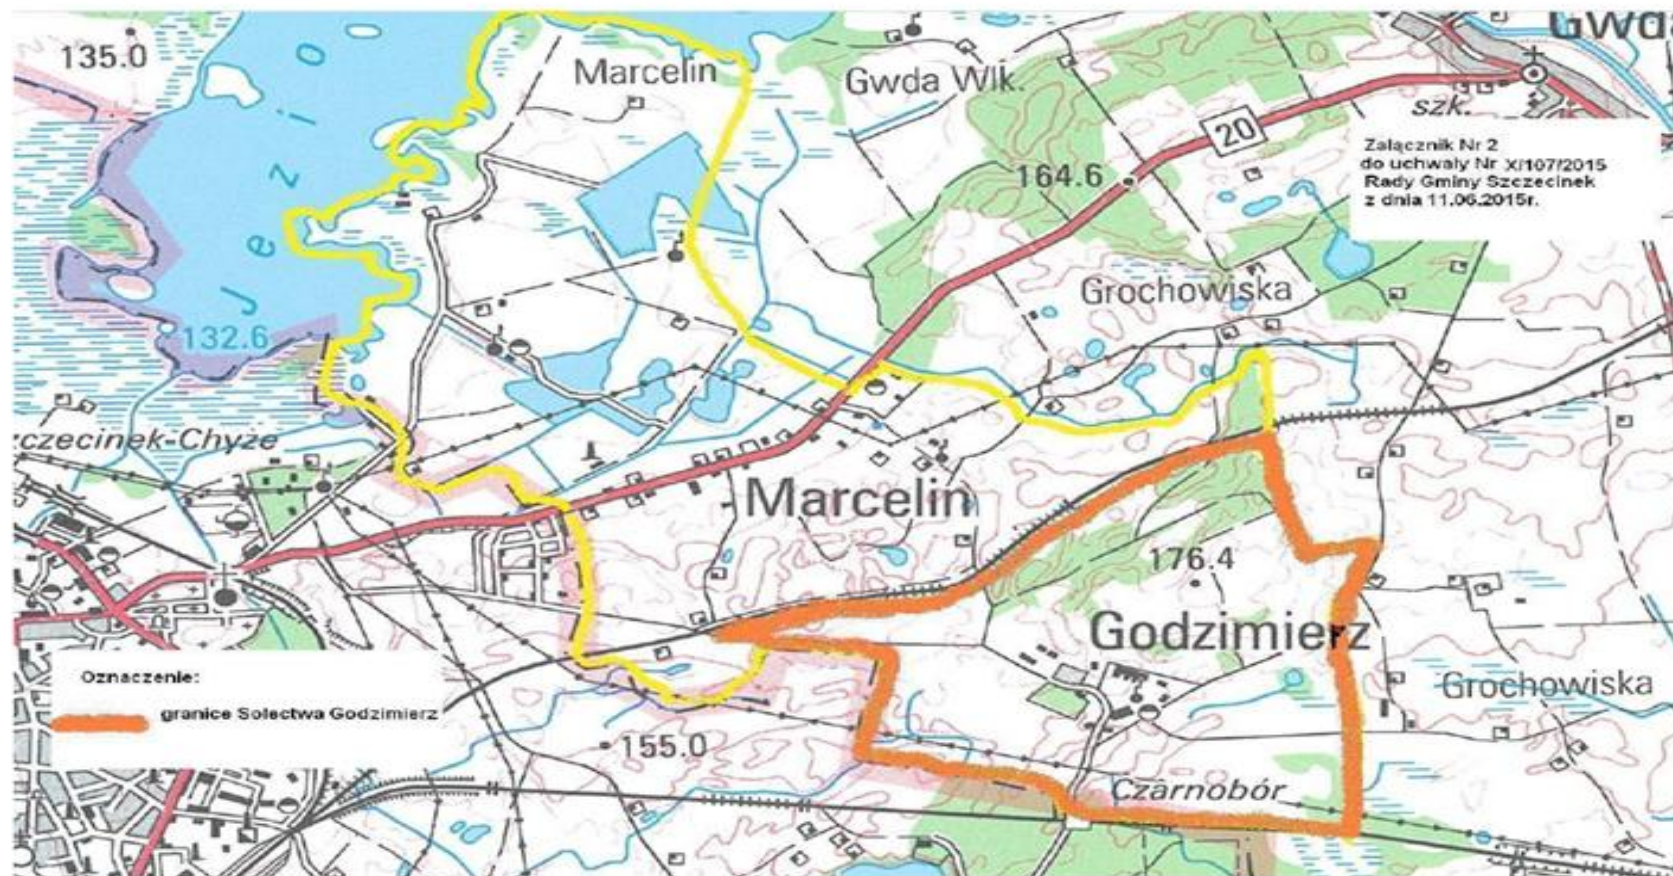 Gwda
135.0
Marcelin
Gwda Wlk.
szk.
20
Załącznik Nr 2
do uchwały Nr X/107/2015
Rady Gminy Szczecinek
z dnia 11.06.2015r.
164.6
Jezio
Grochowiska
132.6
zczecinek-Chyże
Marcelin
176.4
Godzimierz
Oznaczenie:
granice Sołectwa Godzimierz
Grochowiska
155.0
Czarnobór